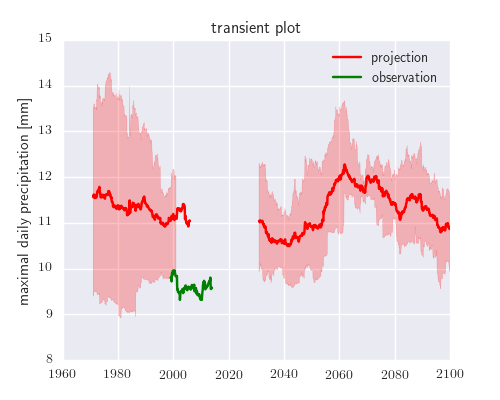 transient plot
projection
observation
maximal daily precipitation [mm]
15
14
13
12
11
10
9
8
1960 1980 2000 2020 2040 2060 2080 2100